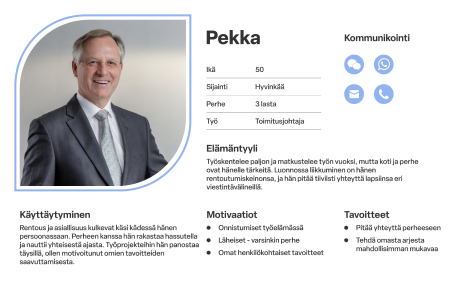 Pekka
Kommunikointi
Ikä 50
Sijainti Hyvinkää
Perhe 3 lasta
Työ Toimitusjohtaja
Elämäntyyli
Työskentelee paljon ja matkustelee työn vuoksi, mutta koti ja perhe
ovat hänelle tärkeitä. Luonnossa liikkuminen on hänen
rentoutumiskeinonsa, ja hän pitää tiiviisti yhteyttä lapsiinsa eri
viestintävälineillä.
Käyttäytyminen
Rentous ja asiallisuus kulkevat käsi kädessä hänen
persoonassaan. Perheen kanssa hän rakastaa hassutella
ja nauttii yhteisestä ajasta. Työprojekteihin hän panostaa
täysillä, ollen motivoitunut omien tavoitteiden
saavuttamisesta.
Motivaatiot
Onnistumiset työelämässä
Läheiset - varsinkin perhe
Omat henkilökohtaiset tavoitteet
Tavoitteet
Pitää yhteyttä perheeseen
Tehdä omasta arjesta
mahdollisimman mukavaa